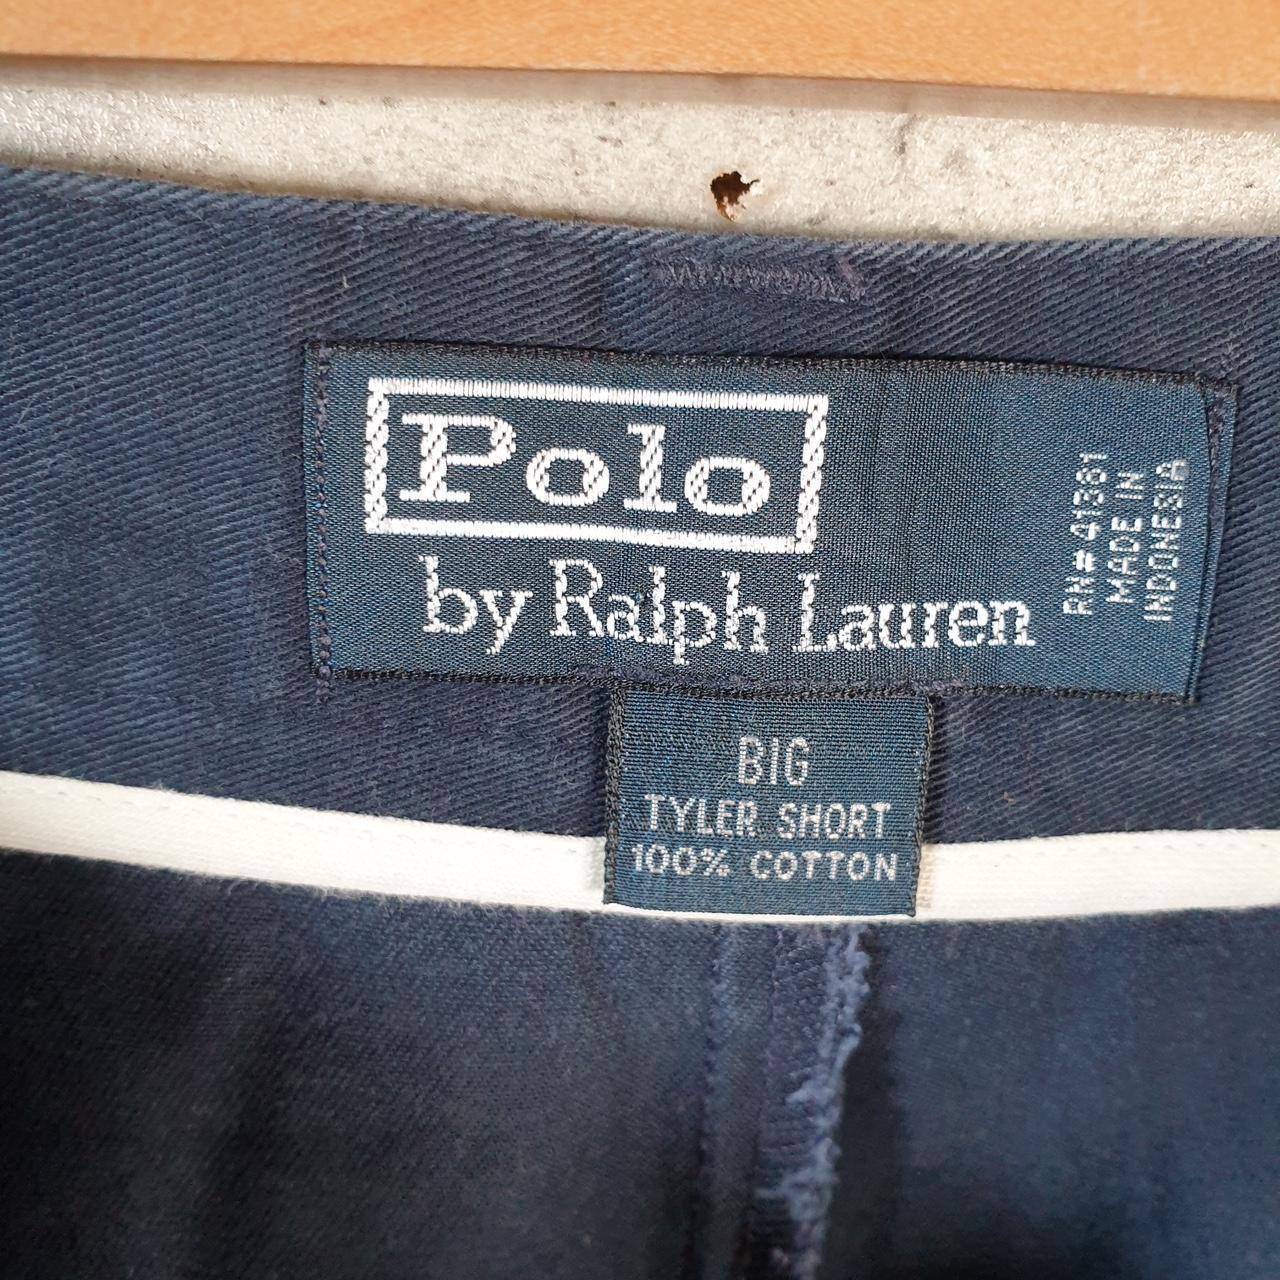 Polo
by Ralph Lauren
RN#41381
MADE IN
INDONESIA
BIG
TYLER SHORT
100% COTTON